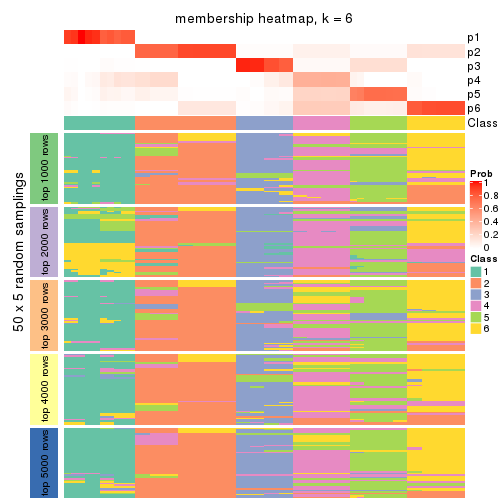 membership heatmap, k = 6
p1
p2
p3
p4
p5
p6
Class
50 x 5 random samplings
top 1000 rows
top 2000 rows
top 3000 rows
top 4000 rows
top 5000 rows
Prob
1
0.8
0.6
0.4
0.2
0
Class
1
2
3
4
5
6